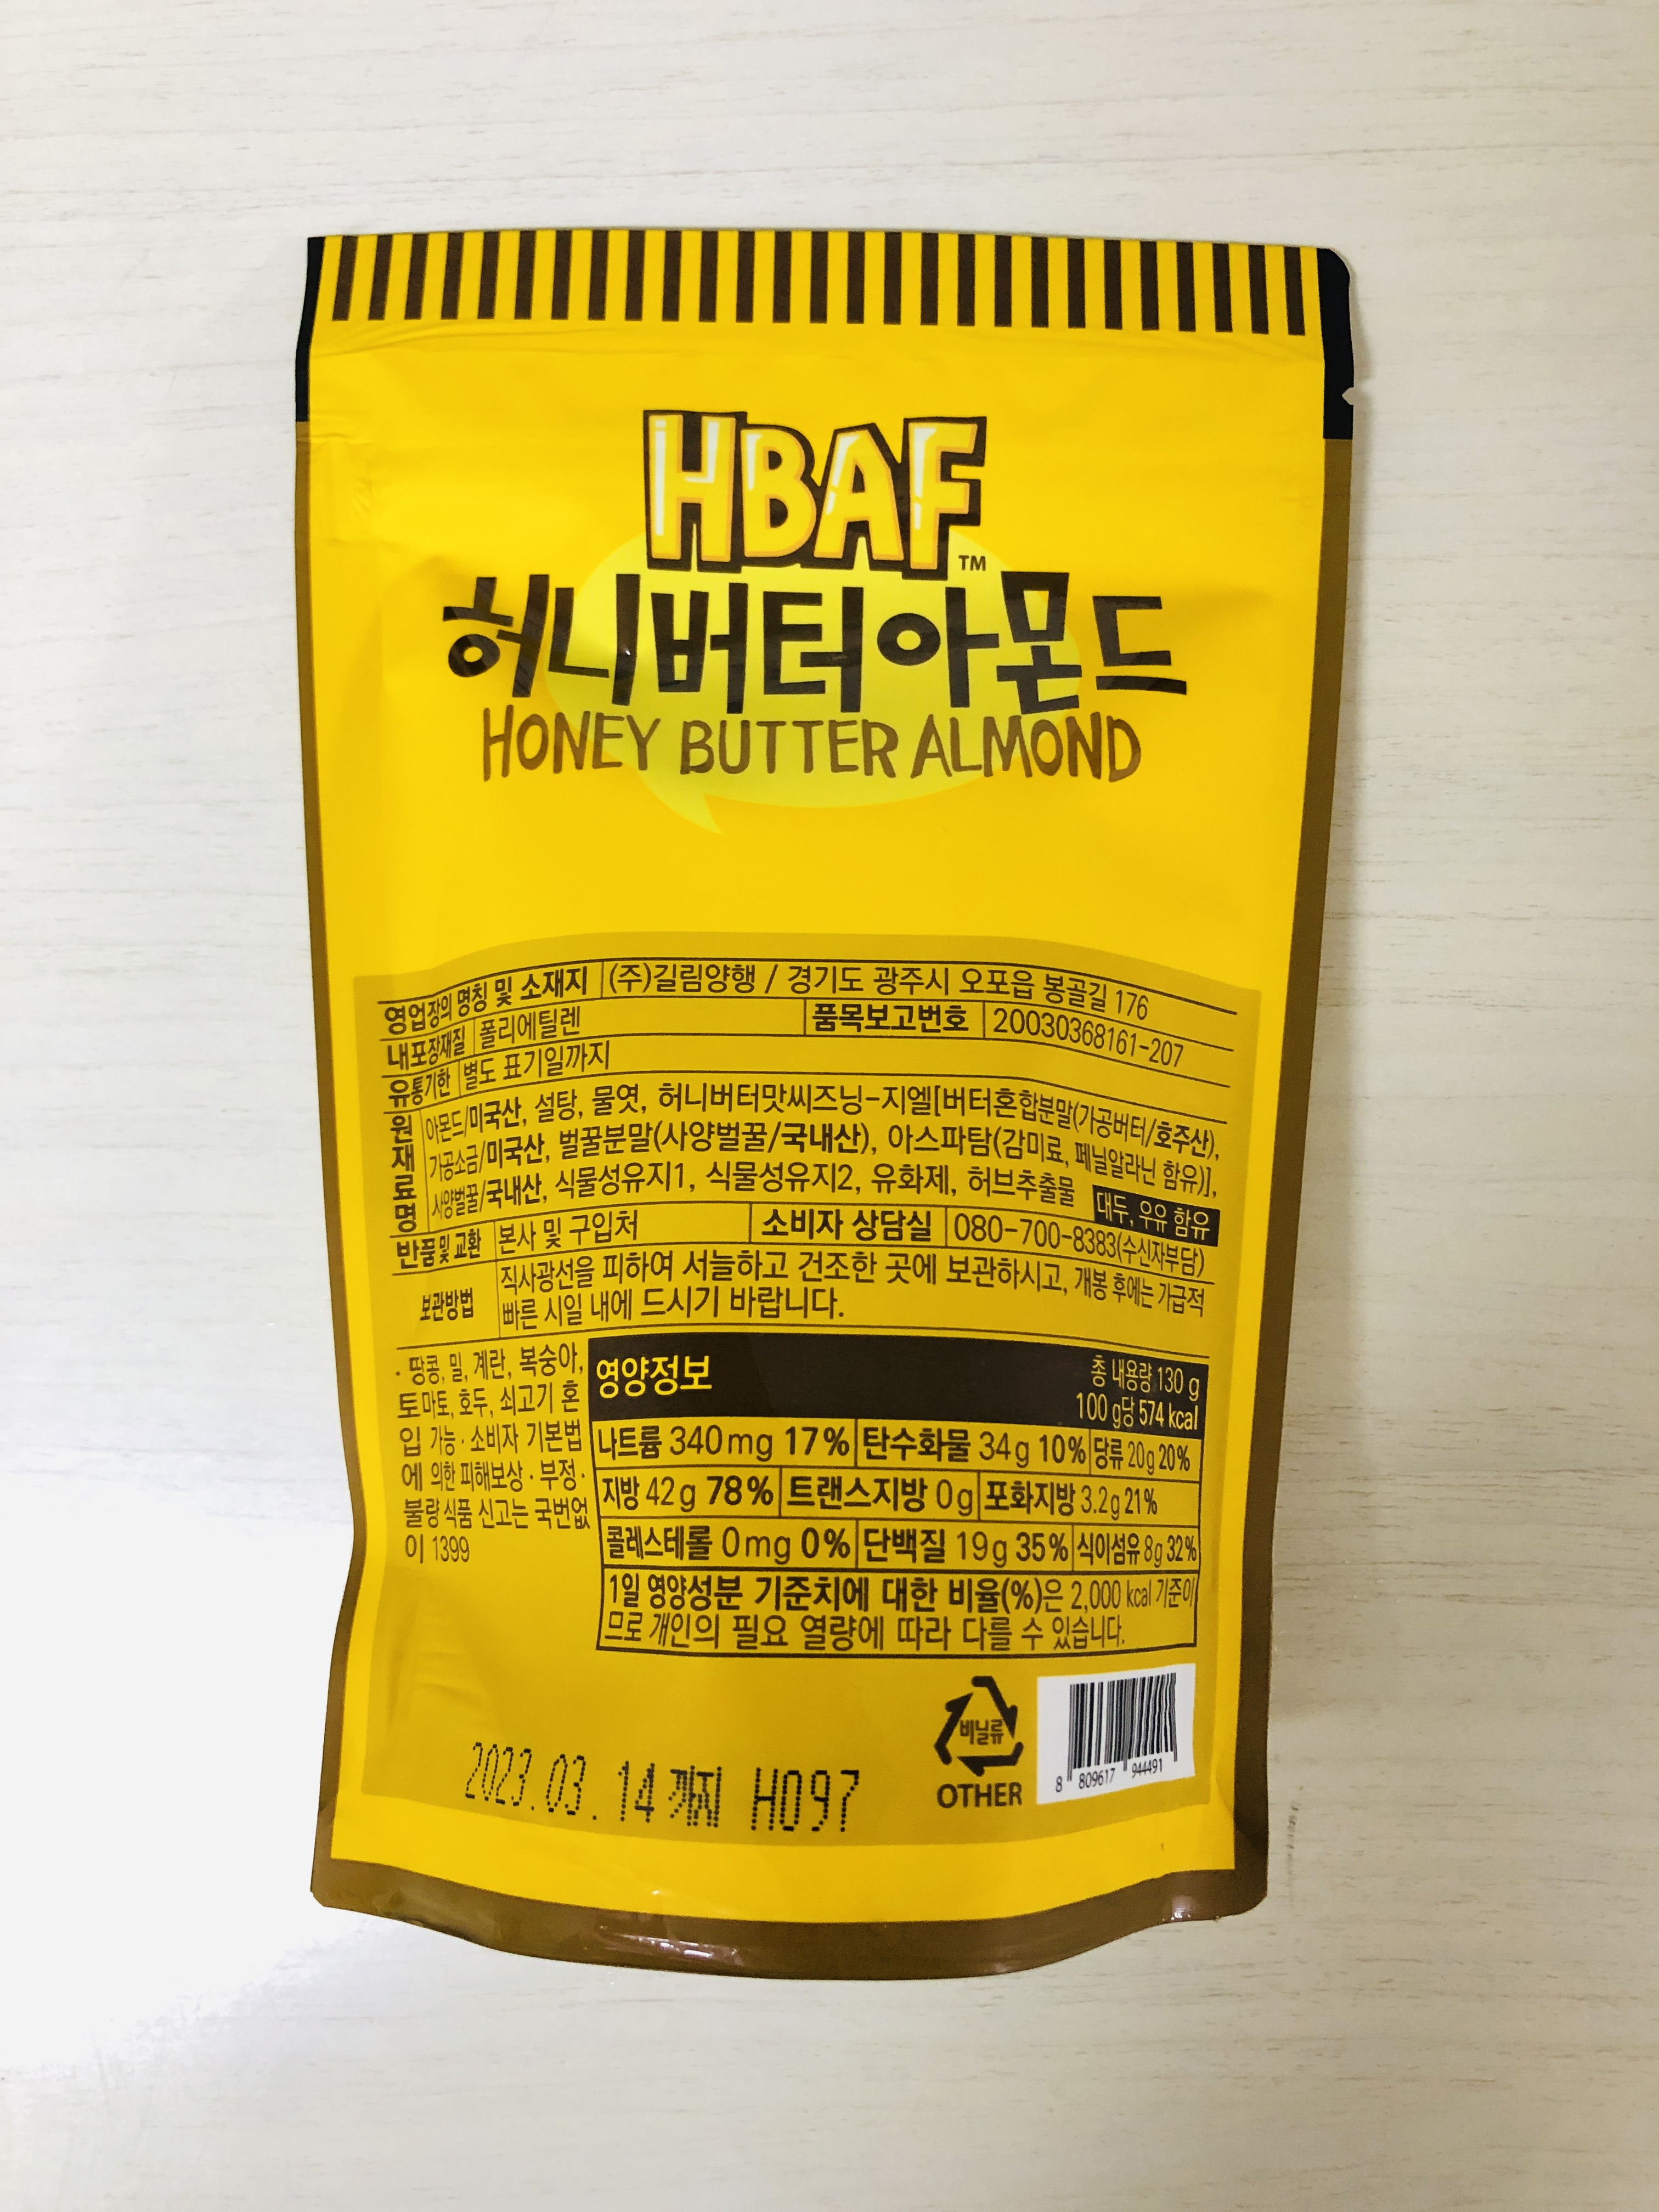 HBAF™
허니버터아몬드
HONEY BUTTER ALMOND
영업장의 명칭 및 소재지 (주)길림양행 / 경기도 광주시 오포읍 봉골길 176
내포장재질 폴리에틸렌 품목보고번호 20030368161-207
유통기한 별도 표기일까지
원재료명 아몬드/미국산, 설탕, 물엿, 허니버터맛씨즈닝-지엘[버터혼합분말(가공버터/호주산),
가공소금/미국산, 벌꿀분말(사양벌꿀/국내산), 아스파탐(감미료, 페닐알라닌 함유)],
사양벌꿀/국내산, 식물성유지1, 식물성유지2, 유화제, 허브추출물 대두, 우유 함유
반품 및 교환 본사 및 구입처 소비자 상담실 080-700-8383(수신자부담)
보관방법 직사광선을 피하여 서늘하고 건조한 곳에 보관하시고, 개봉 후에는 가급적
빠른 시일 내에 드시기 바랍니다.
· 땅콩, 밀, 계란, 복숭아,
토마토, 호두, 쇠고기 혼
입 가능 · 소비자 기본법
에 의한 피해보상 · 부정·
불량 식품 신고는 국번없
이 1399
영양정보 총 내용량 130 g
100 g당 574 kcal
나트륨 340mg 17% 탄수화물 34g 10% 당류 20g 20%
지방 42g 78% 트랜스지방 0g 포화지방 3.2g 21%
콜레스테롤 0mg 0% 단백질 19g 35% 식이섬유 8g 32%
1일 영양성분 기준치에 대한 비율(%)은 2,000 kcal 기준이
므로 개인의 필요 열량에 따라 다를 수 있습니다.
비닐류
OTHER
8 809617 944491
2023.03.14까지 H097